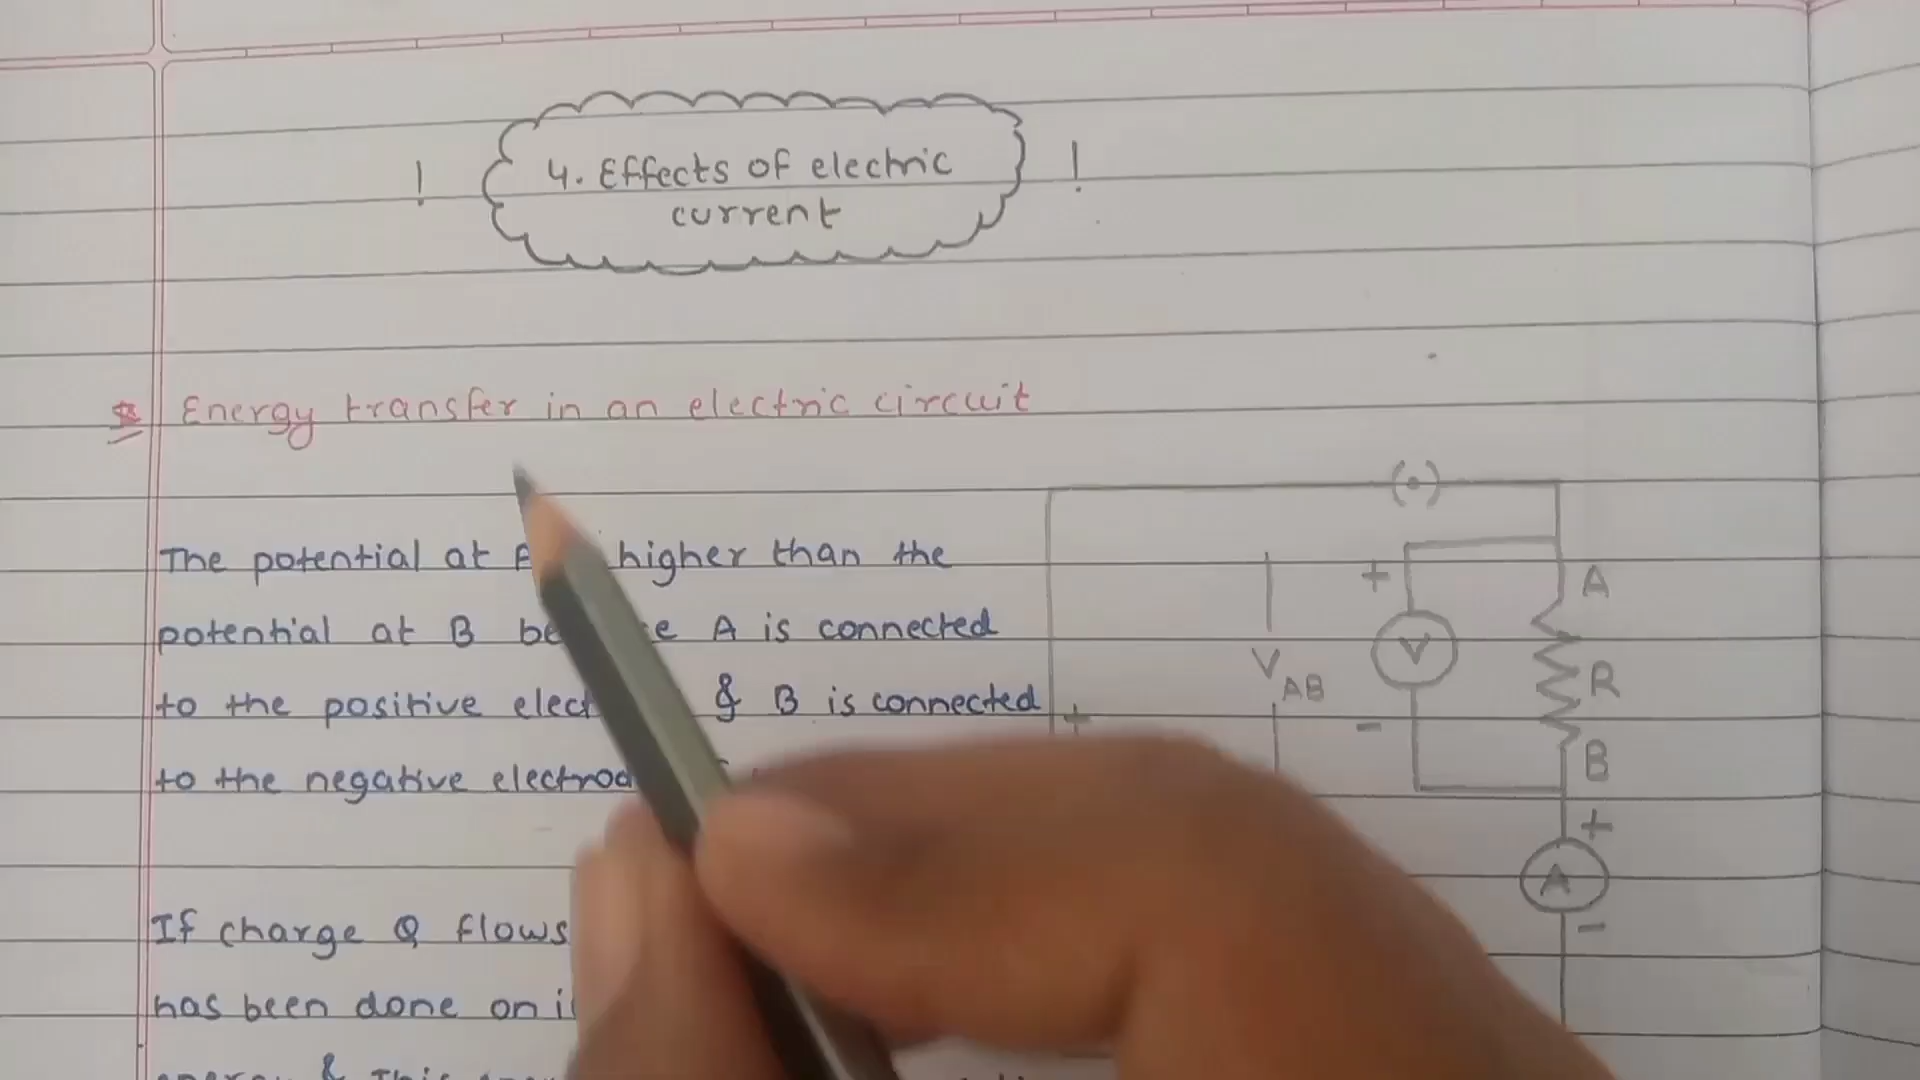 4. Effects of electric
current
Energy transfer in an electric circuit
The potential at higher than the
potential at B A is connected
to the positive & B is connected
to the negative
If charge Q flows
has been done on
& This
+
A
V
V AB
R
+
-
B
+
A
-